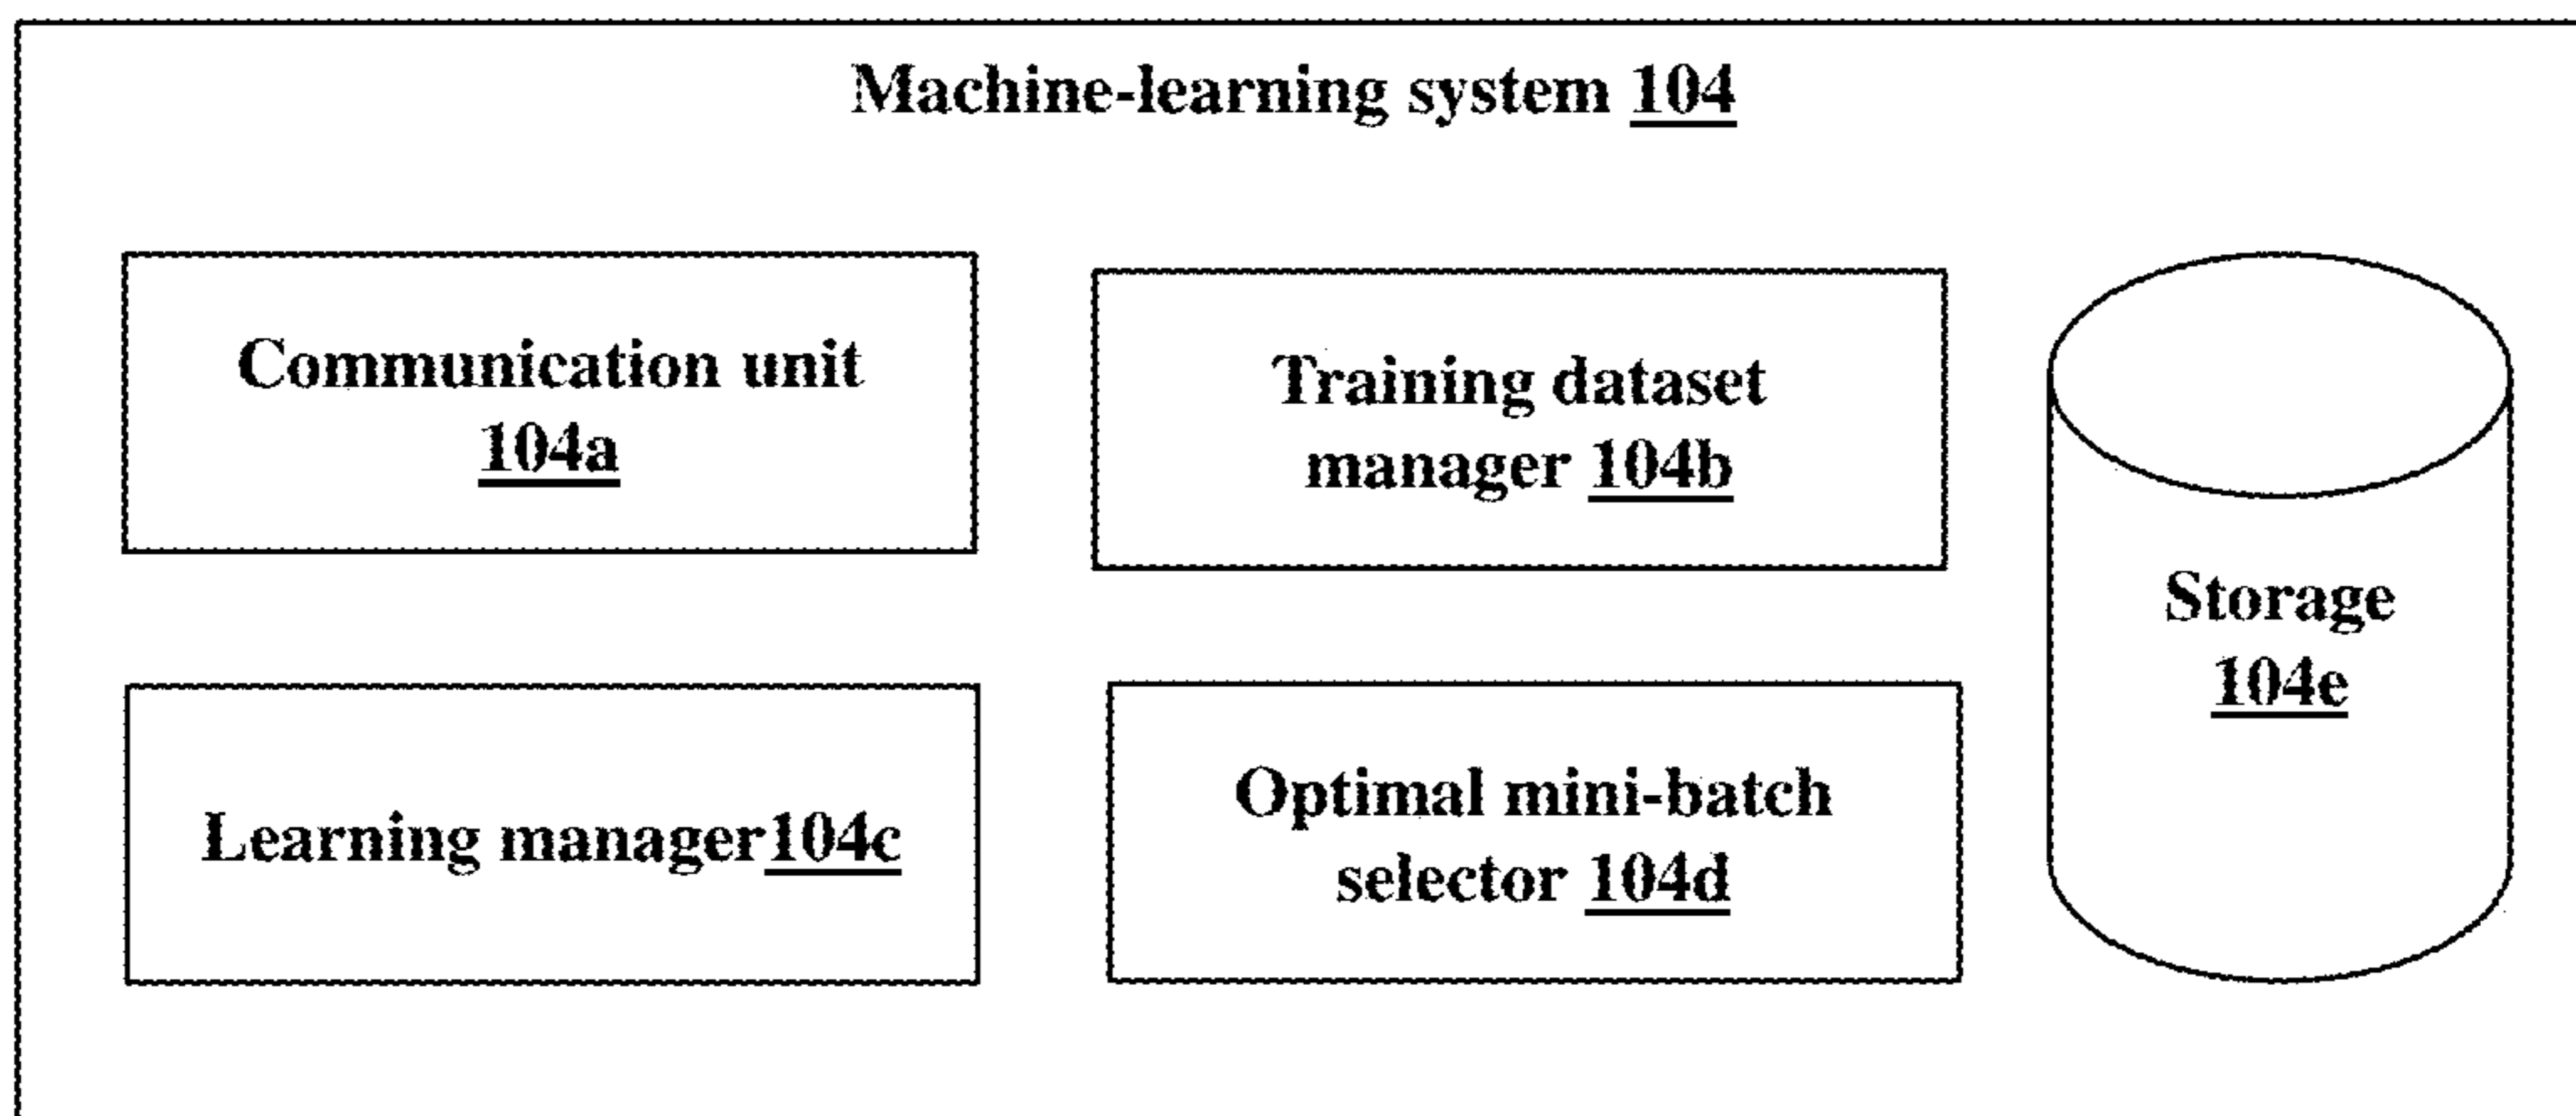 Machine-learning system 104
Communication unit
104a
Training dataset
manager 104b
Storage
104e
Learning manager104c
Optimal mini-batch
selector 104d